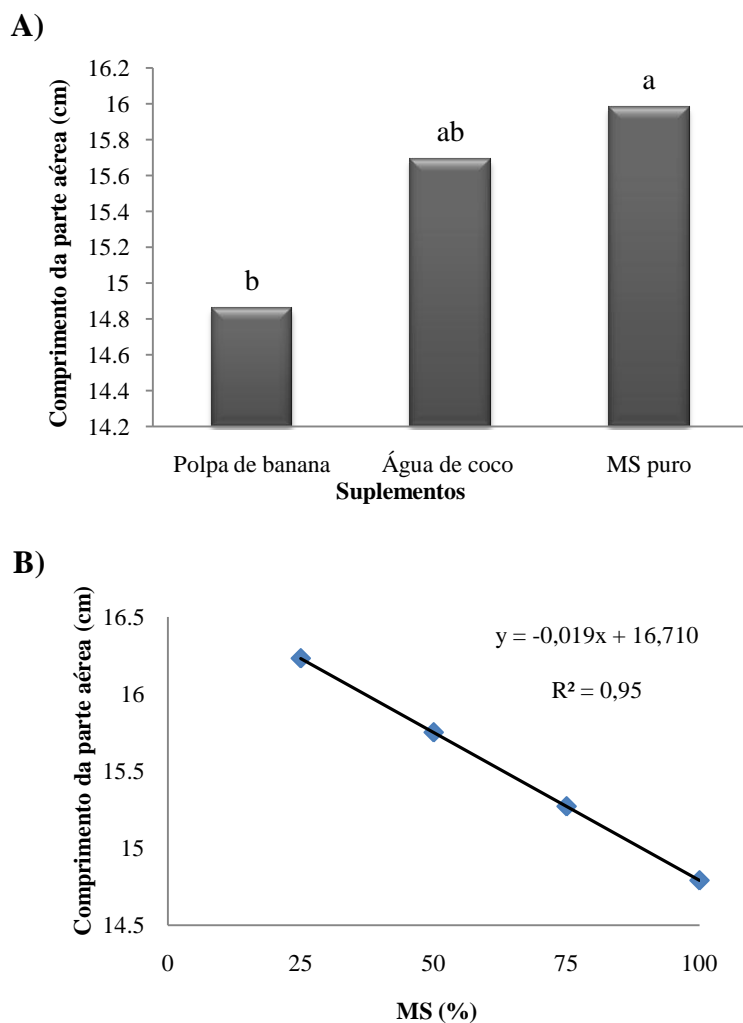 A)
Comprimento da parte aérea (cm)
16.2
16
15.8
15.6
15.4
15.2
15
14.8
14.6
14.4
14.2
b
ab
a
Polpa de banana Água de coco MS puro
Suplementos
B)
Comprimento da parte aérea (cm)
16.5
16
15.5
15
14.5
y = -0,019x + 16,710
R² = 0,95
0 25 50 75 100
MS (%)